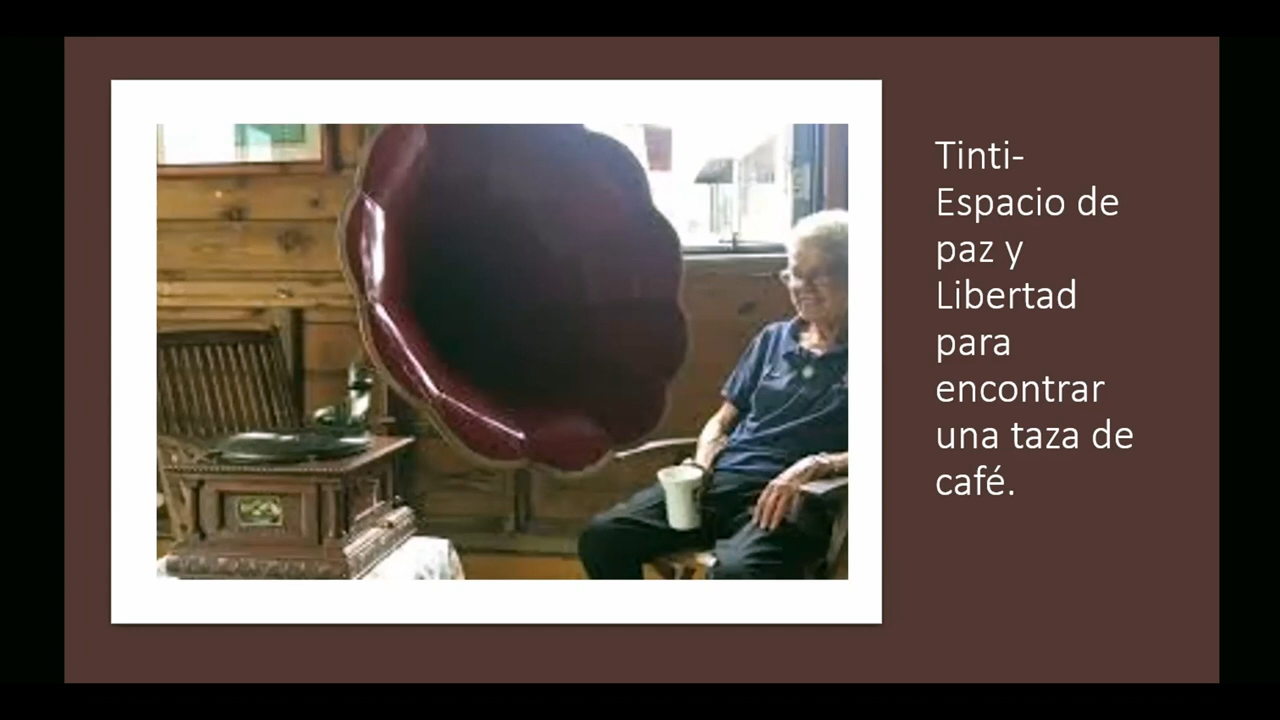 Tinti-
Espacio de
paz y
Libertad
para
encontrar
una taza de
café.